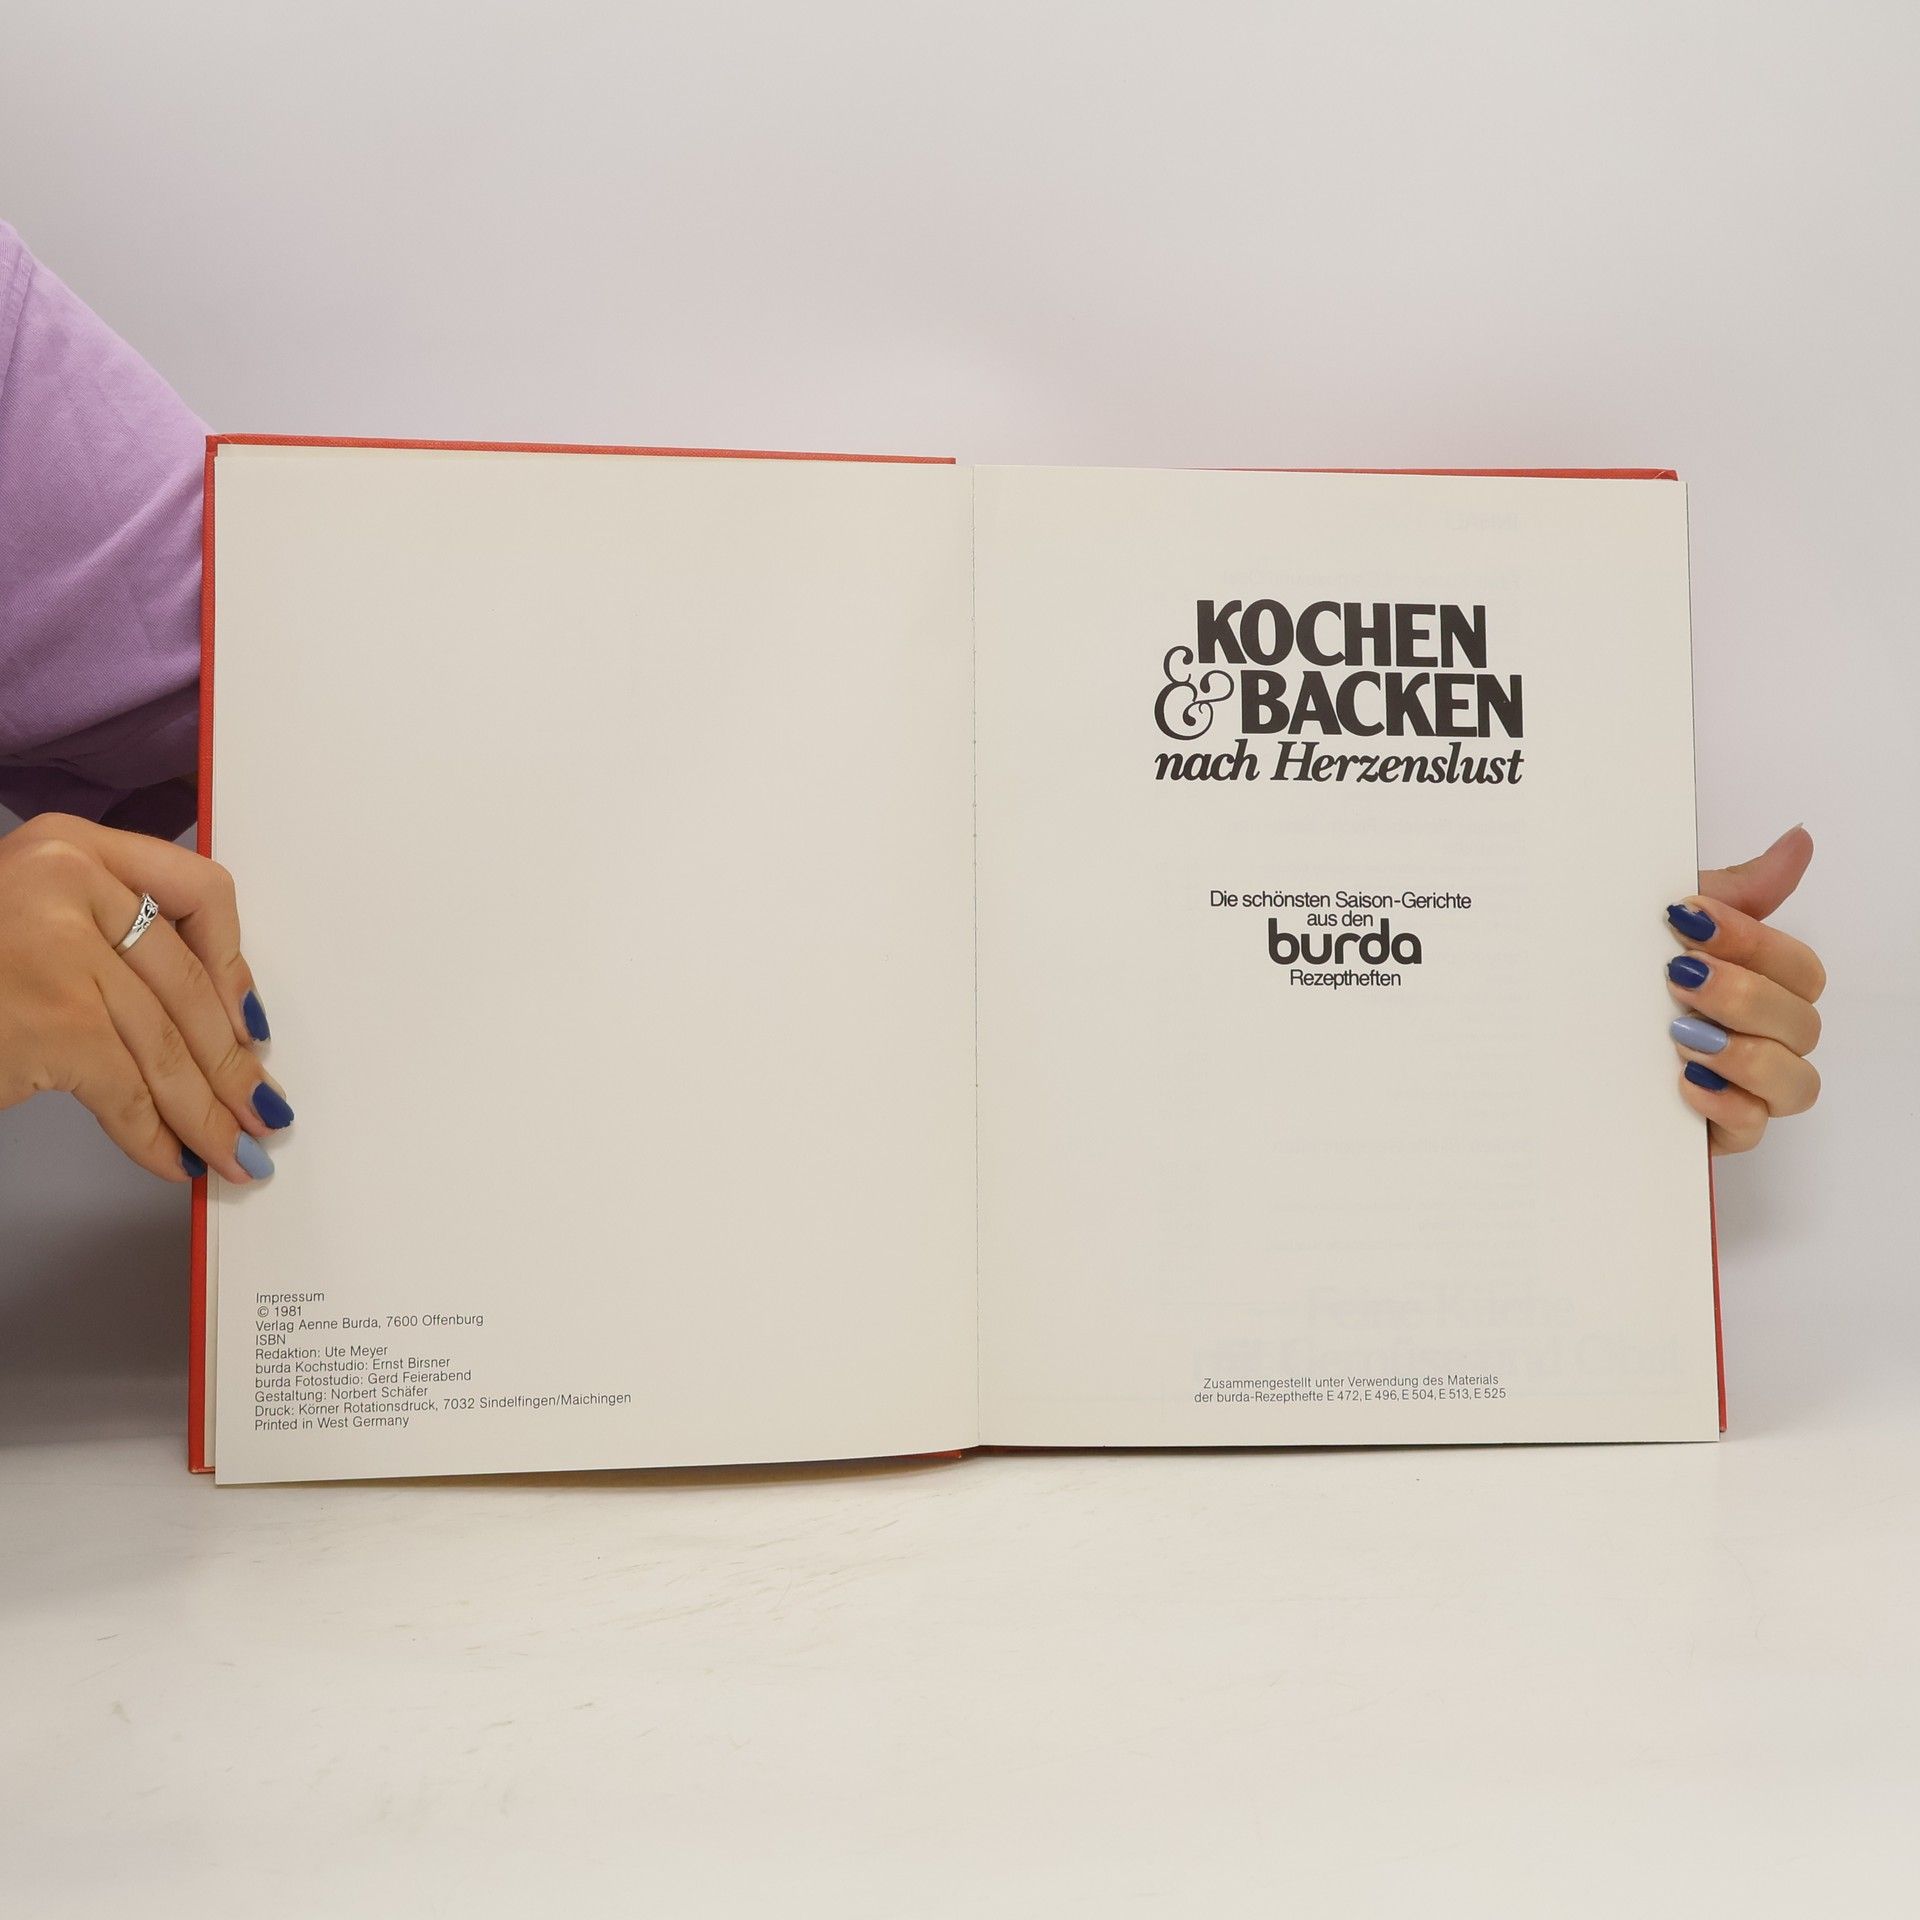 Impressum
© 1981
Verlag Aenne Burda, 7600 Offenburg
ISBN
Redaktion: Ute Meyer
burda Kochstudio: Ernst Birsner
burda Fotostudio: Gerd Feierabend
Gestaltung: Norbert Schäfer
Druck: Körner Rotationsdruck, 7032 Sindelfingen/Maichingen
Printed in West Germany
KOCHEN
& BACKEN
nach Herzenslust
Die schönsten Saison-Gerichte
aus den
burda
Rezeptheften
Zusammengestellt unter Verwendung des Materials
der burda-Rezepthefte E 472, E 496, E 504, E 513, E 525